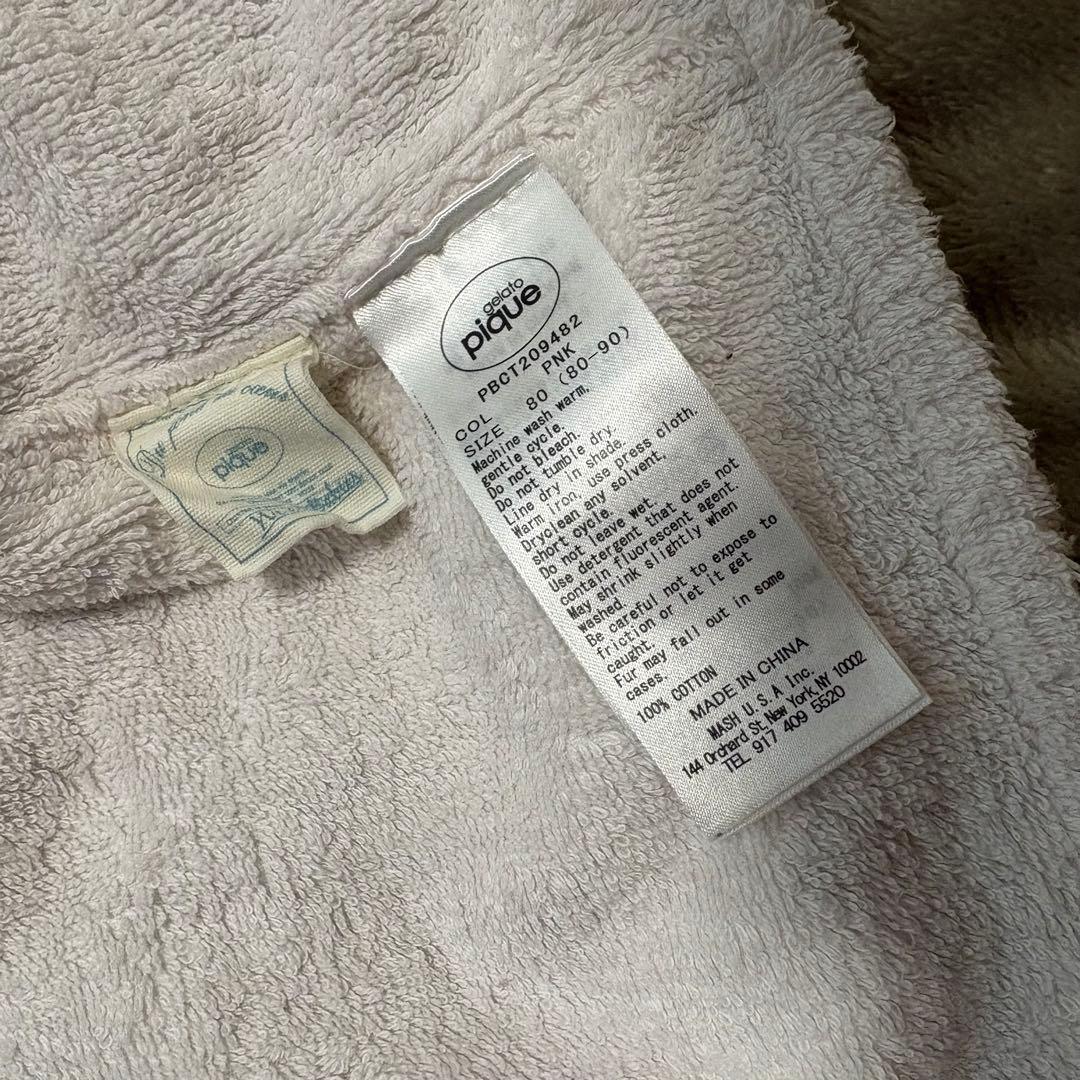 gelato
pique
PBCT209482
COL PNK
SIZE 80 (80-90)
Machine wash warm,
gentle cycle.
Do not bleach.
Do not tumble dry.
Line dry in shade.
Warm iron, use press cloth.
Dryclean any solvent,
short cycle.
Do not leave wet.
Use detergent that does not
contain fluorescent agent.
May shrink slightly when
washed.
Be careful not to expose to
friction or let it get
caught.
Fur may fall out in some
cases.
100% COTTON
MADE IN CHINA
MASH U.S.A Inc.
144 Orchard St, New York, NY 10002
TEL 917 409 5520
pique